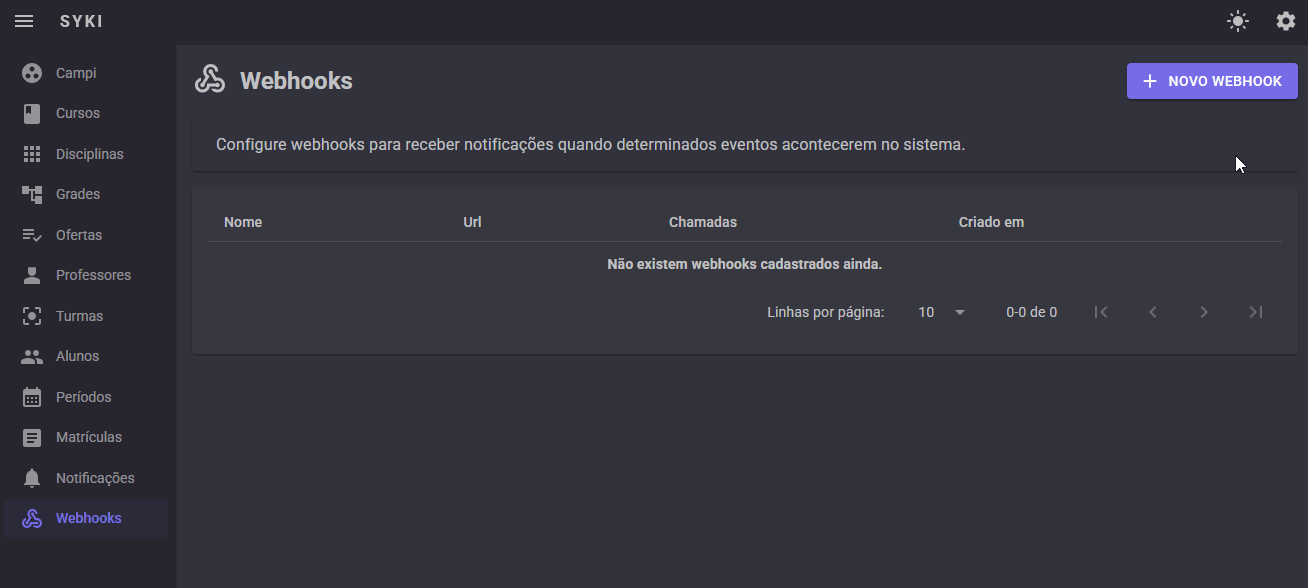 SYKI
Campi
Cursos
Disciplinas
Grades
Ofertas
Professores
Turmas
Alunos
Períodos
Matrículas
Notificações
Webhooks
Webhooks
NOVO WEBHOOK
Configure webhooks para receber notificações quando determinados eventos acontecerem no sistema.
Nome Url Chamadas Criado em
Não existem webhooks cadastrados ainda.
Linhas por página: 10 0-0 de 0